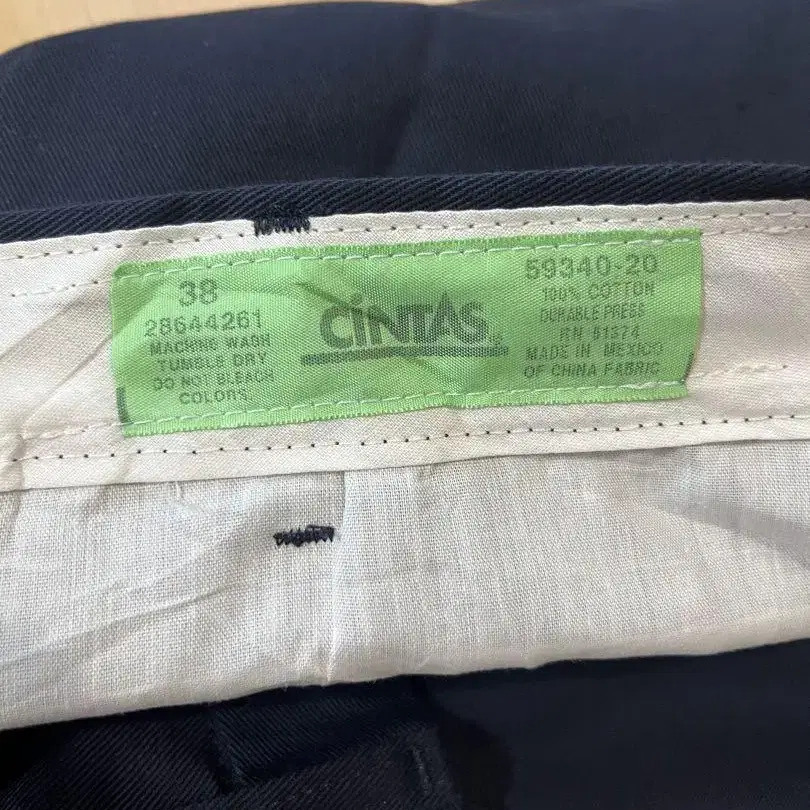 38
28644261
MACHINE WASH
TUMBLE DRY
DO NOT BLEACH
COLORS.
CiNTAS®
59340-20
100% COTTON
DURABLE PRESS
RN 81374
MADE IN MEXICO
OF CHINA FABRIC